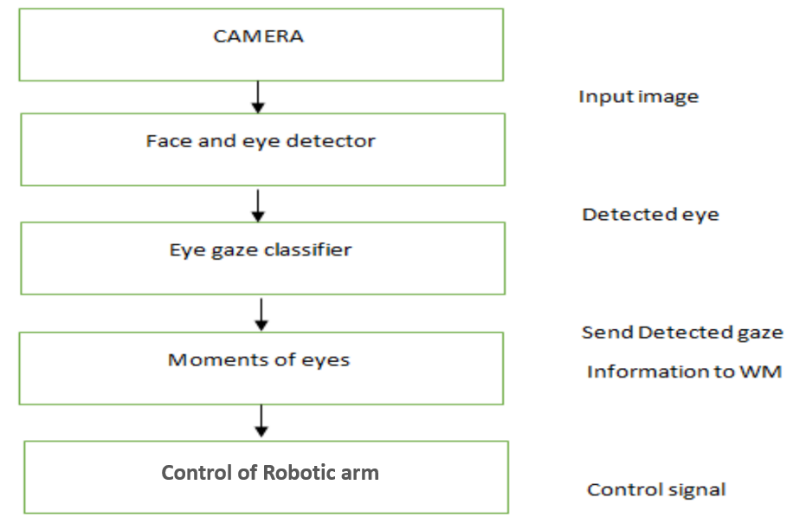 CAMERA
Input image
Face and eye detector
Detected eye
Eye gaze classifier
Send Detected gaze
Moments of eyes
Information to WM
Control of Robotic arm
Control signal